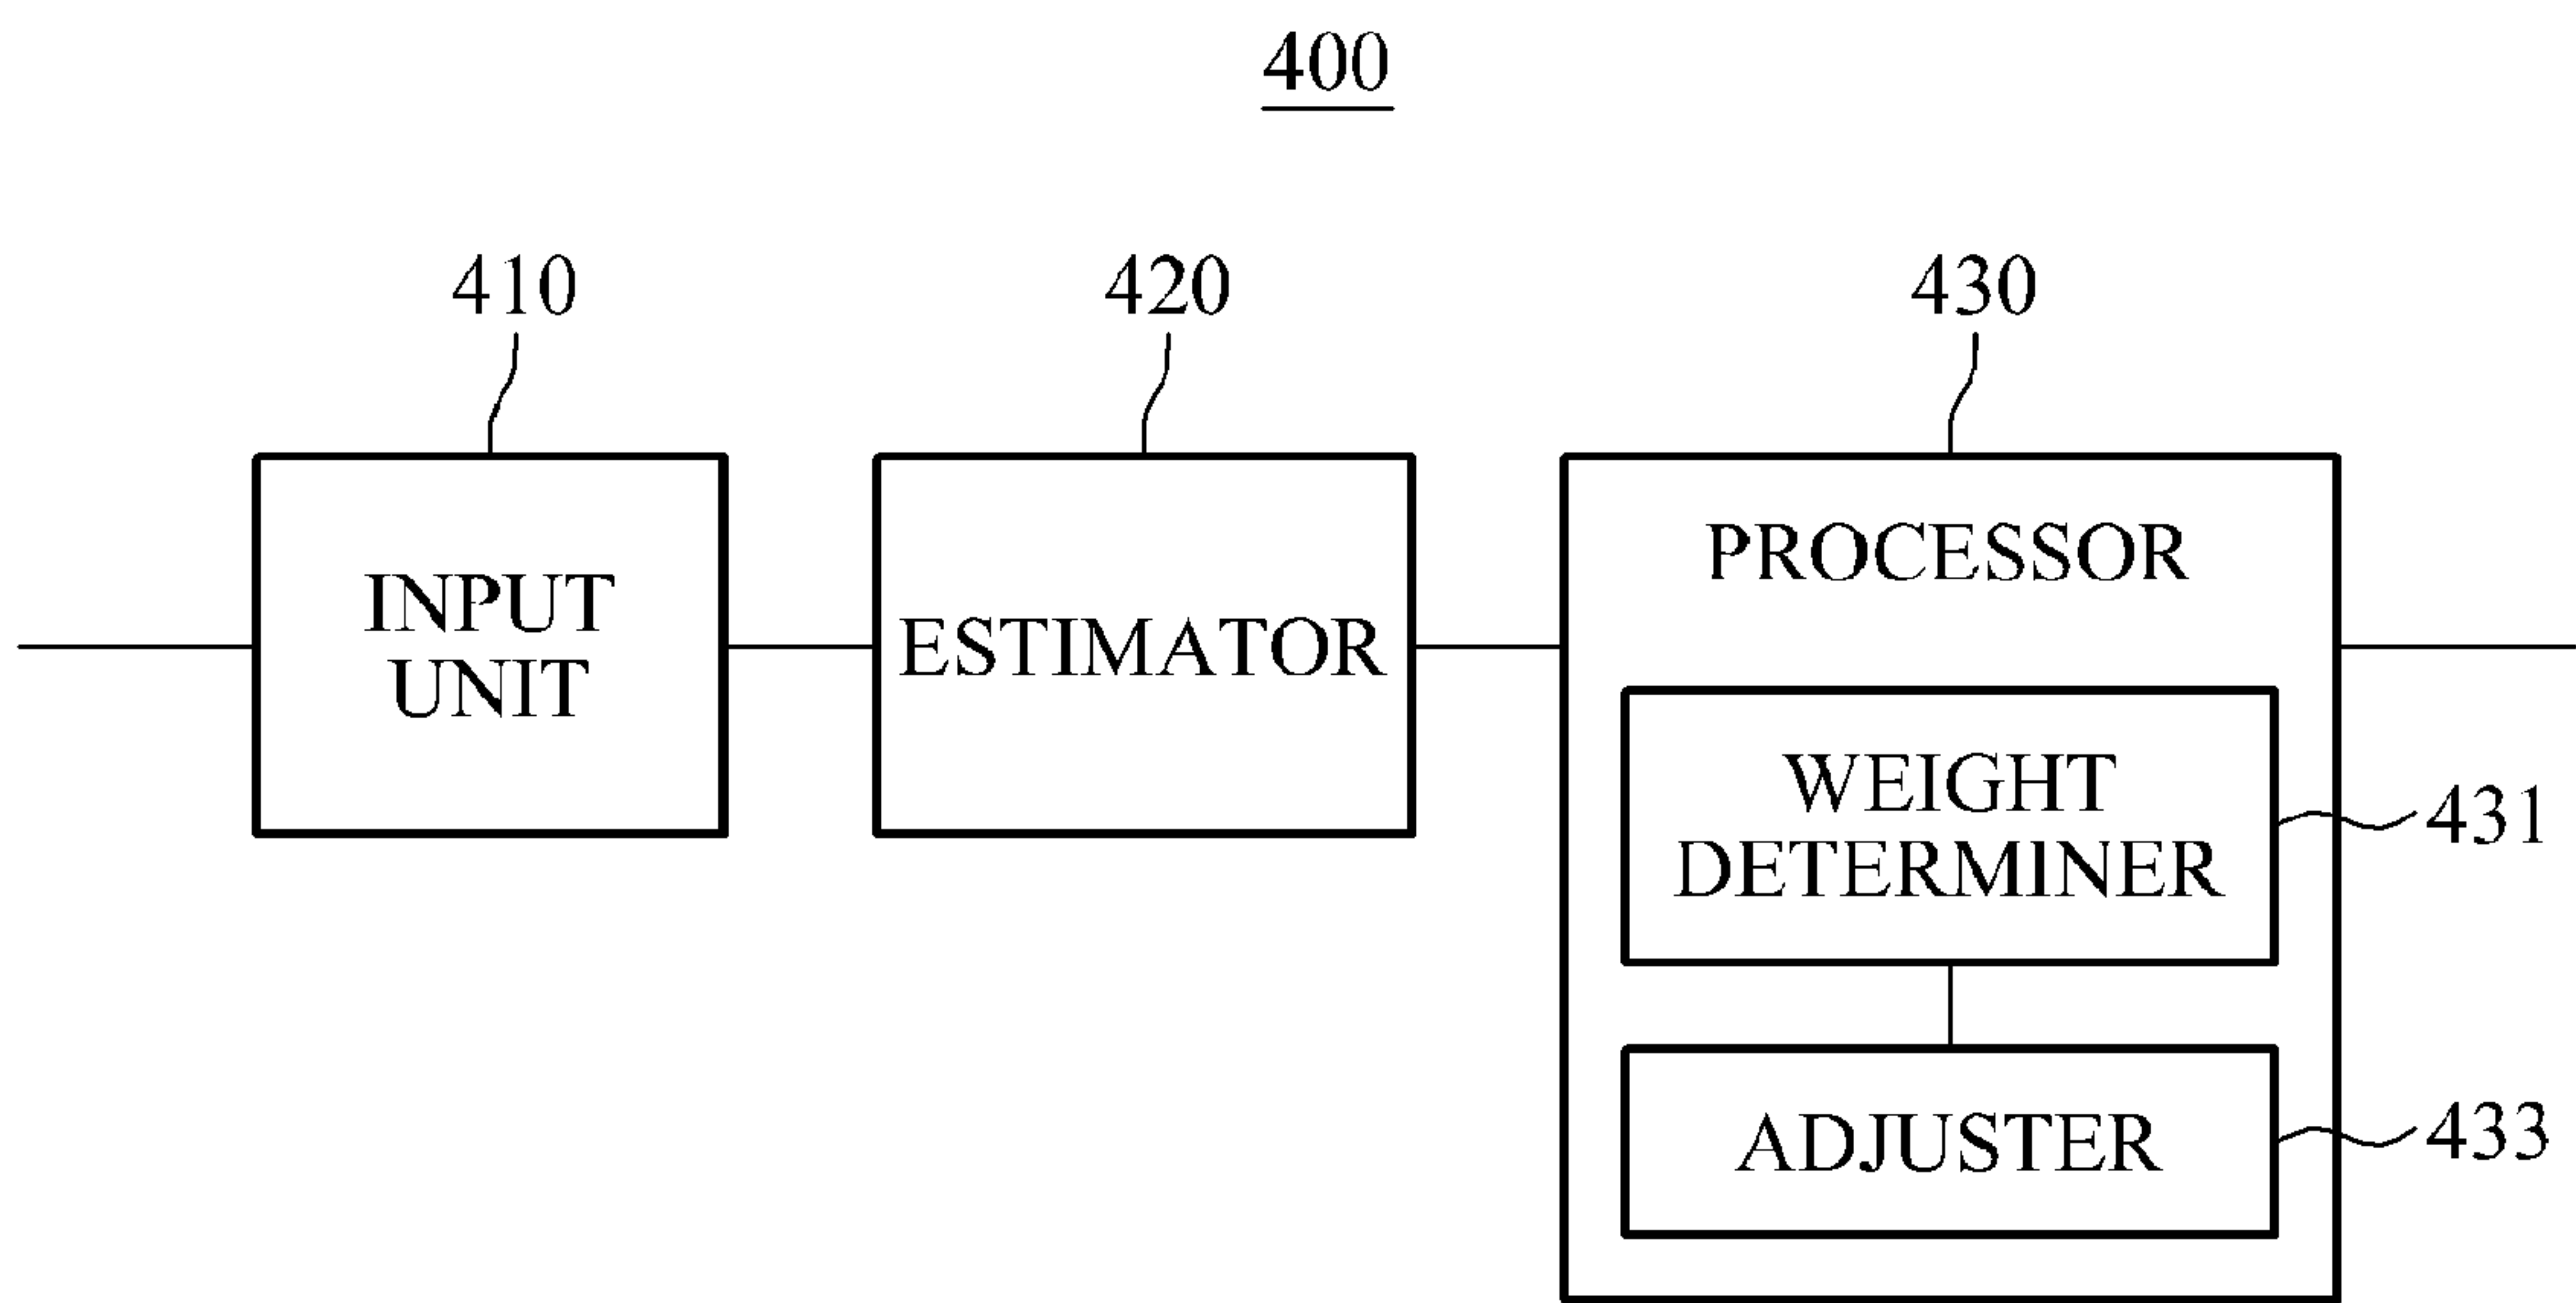 400
410
420
430
INPUT
UNIT
ESTIMATOR
PROCESSOR
WEIGHT
DETERMINER
431
ADJUSTER
433